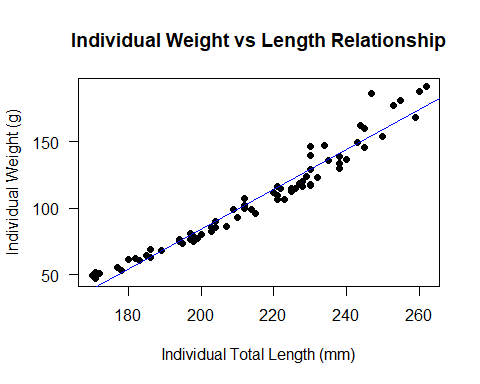 Individual Weight vs Length Relationship
Individual Weight (g)
150
100
50
180
200
220
240
260
Individual Total Length (mm)